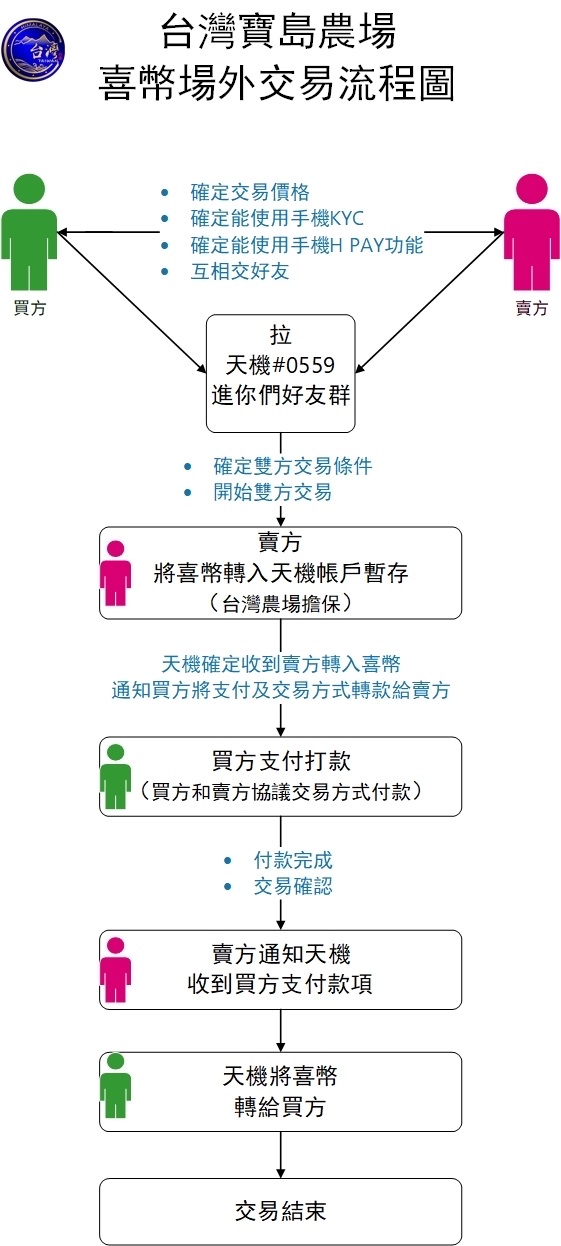 HIMALAYA
台灣
TAIWAN
台灣寶島農場
喜幣場外交易流程圖
買方
賣方
• 確定交易價格
• 確定能使用手機KYC
• 確定能使用手機H PAY功能
• 互相交好友
拉
天機#0559
進你們好友群
• 確定雙方交易條件
• 開始雙方交易
賣方
將喜幣轉入天機帳戶暫存
（台灣農場擔保）
天機確定收到賣方轉入喜幣
通知買方將支付及交易方式轉款給賣方
買方支付打款
（買方和賣方協議交易方式付款）
• 付款完成
• 交易確認
賣方通知天機
收到買方支付款項
天機將喜幣
轉給買方
交易結束